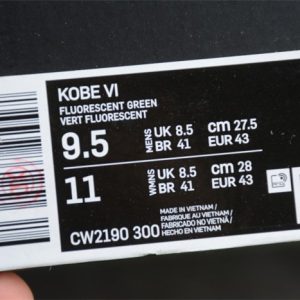 KOBE VI
FLUORESCENT GREEN
VERT FLUORESCENT
9.5 MENS UK 8.5 cm 27.5
BR 41 EUR 43
11 WMNS UK 8.5 cm 28
BR 41 EUR 43
MADE IN VIETNAM /
FABRIQUE AU VIETNAM /
FABRICADO NO VIETNÃ /
HECHO EN VIETNAM
CW2190 300